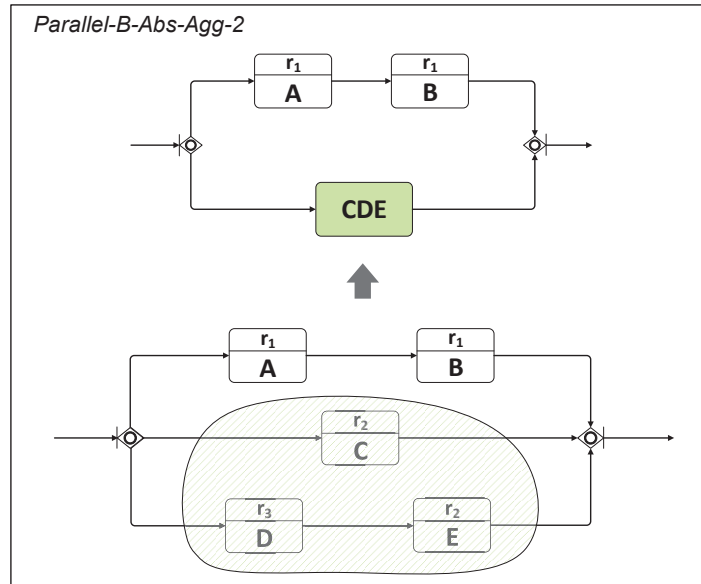 Parallel-B-Abs-Agg-2
r₁ r₁
A B
CDE
r₁ r₁
A B
r₂
C
r₃ r₂
D E